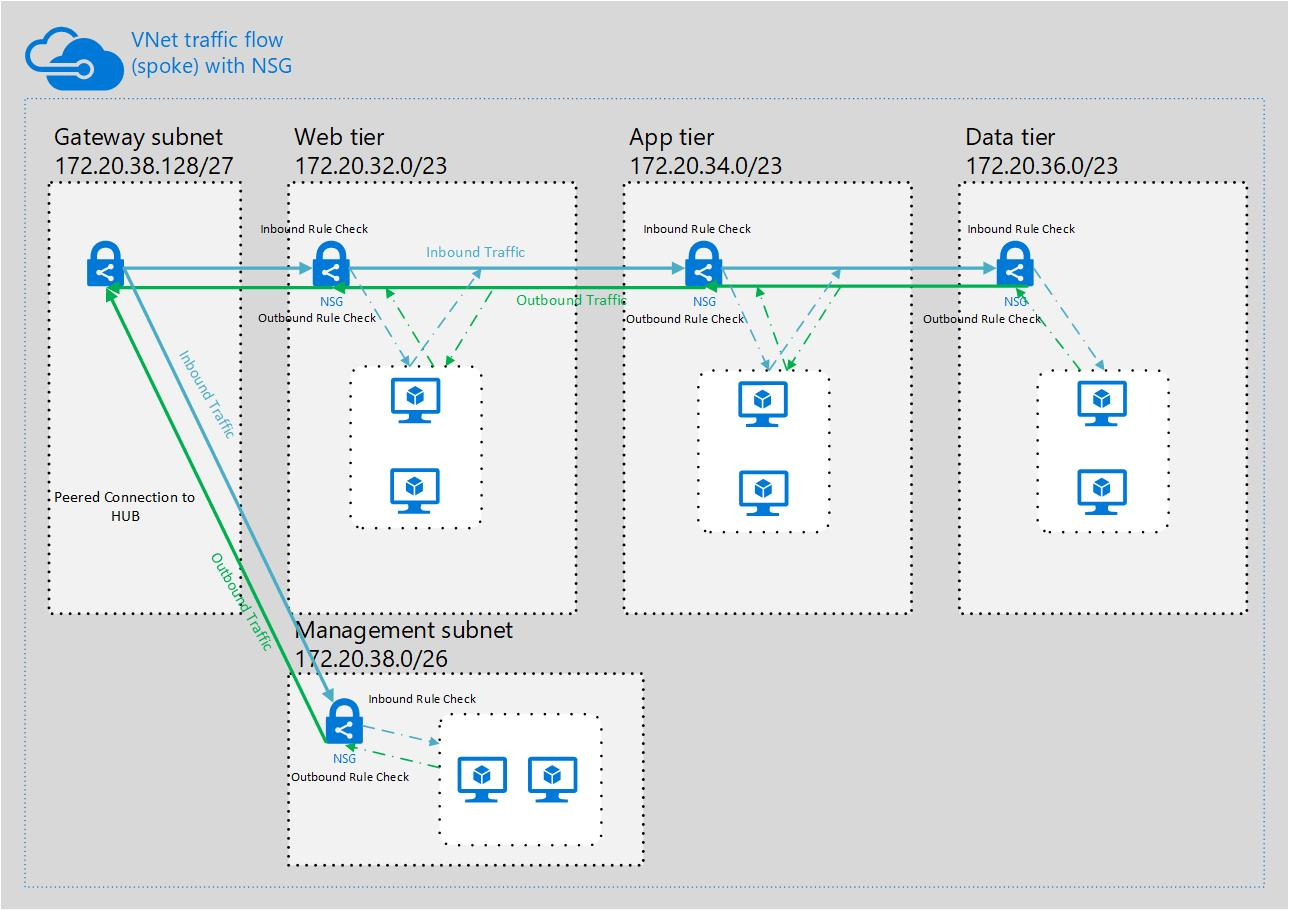 VNet traffic flow
(spoke) with NSG
Gateway subnet
172.20.38.128/27
Web tier
172.20.32.0/23
App tier
172.20.34.0/23
Data tier
172.20.36.0/23
Inbound Rule Check
Inbound Rule Check
Inbound Rule Check
Inbound Traffic
NSG
Outbound Traffic
NSG
NSG
Outbound Rule Check
Outbound Rule Check
Outbound Rule Check
Inbound Traffic
Peered Connection to
HUB
Outbound Traffic
Management subnet
172.20.38.0/26
Inbound Rule Check
NSG
Outbound Rule Check